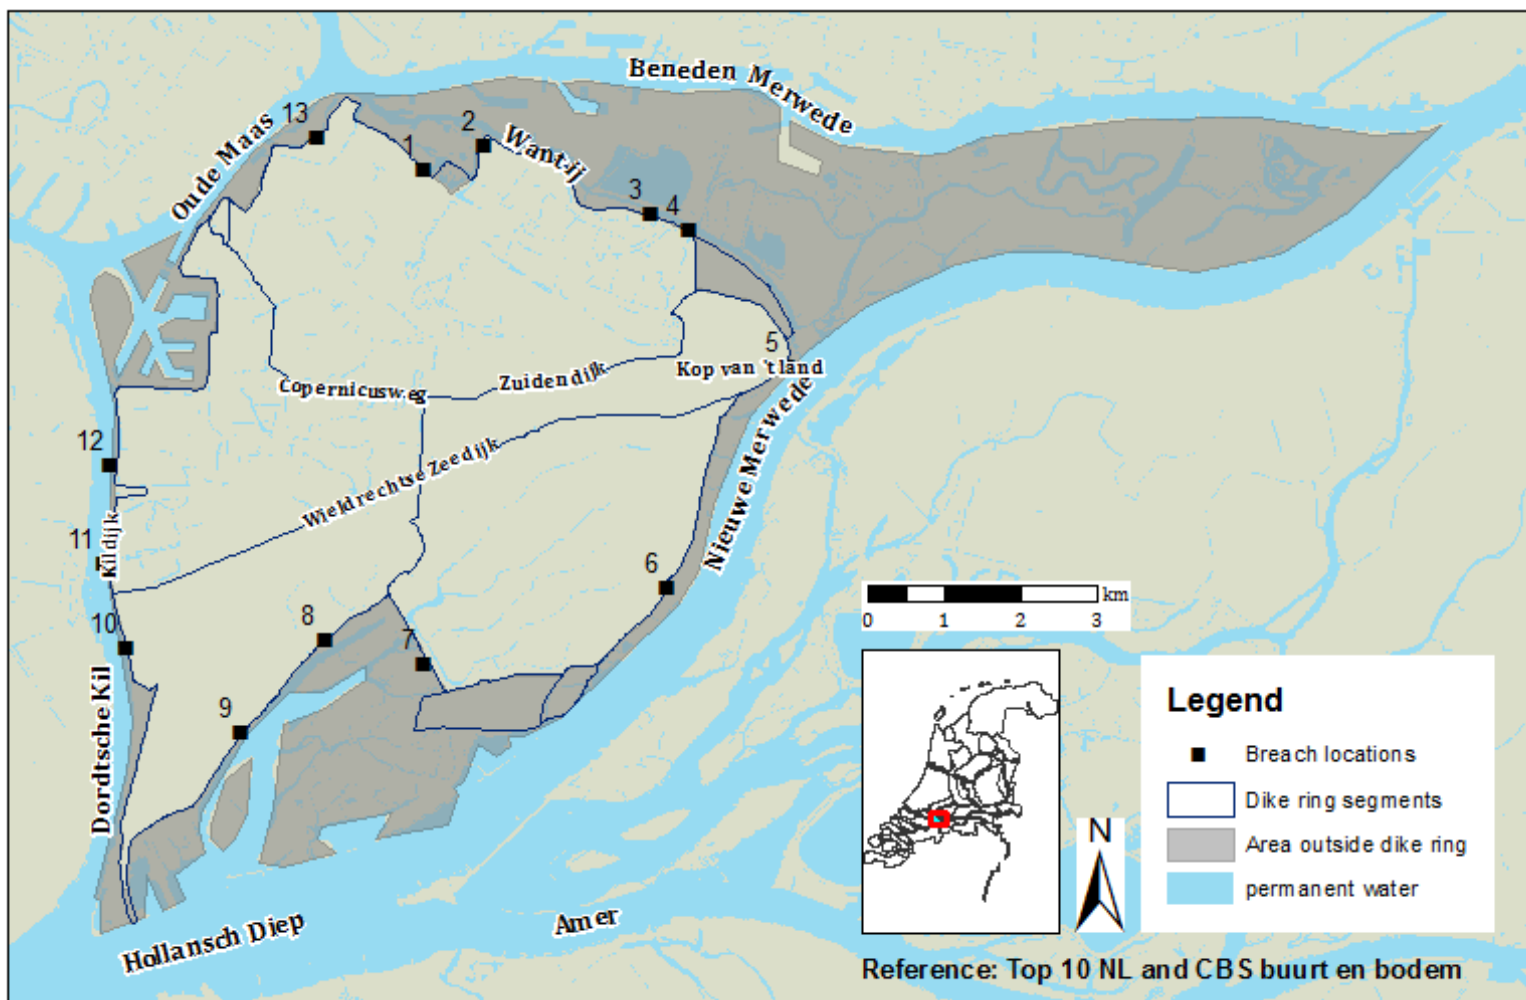 Beneden Merwede
Oude Maas
13
1
2
Want-ij
3
4
5
Kop van 't land
Zuidendijk
Copernicusweg
Wieldrechtse Zeedijk
Nieuwe Merwede
12
11
Kildijk
10
6
8
7
9
Dordtsche Kil
Hollansch Diep
Amer
km
0 1 2 3
N
Legend
Breach locations
Dike ring segments
Area outside dike ring
permanent water
Reference: Top 10 NL and CBS buurt en bodem